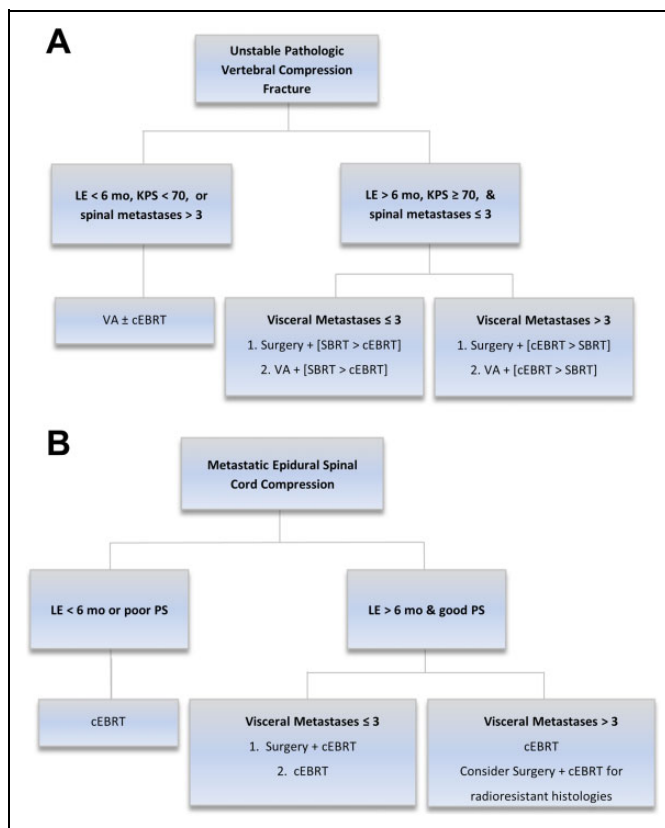 A
Unstable Pathologic
Vertebral Compression
Fracture
LE < 6 mo, KPS < 70, or
spinal metastases > 3
LE > 6 mo, KPS ≥ 70, &
spinal metastases ≤ 3
VA ± cEBRT
Visceral Metastases ≤ 3
1. Surgery + [SBRT > cEBRT]
2. VA + [SBRT > cEBRT]
Visceral Metastases > 3
1. Surgery + [cEBRT > SBRT]
2. VA + [cEBRT > SBRT]
B
Metastatic Epidural Spinal
Cord Compression
LE < 6 mo or poor PS
LE > 6 mo & good PS
cEBRT
Visceral Metastases ≤ 3
1. Surgery + cEBRT
2. cEBRT
Visceral Metastases > 3
cEBRT
Consider Surgery + cEBRT for
radioresistant histologies